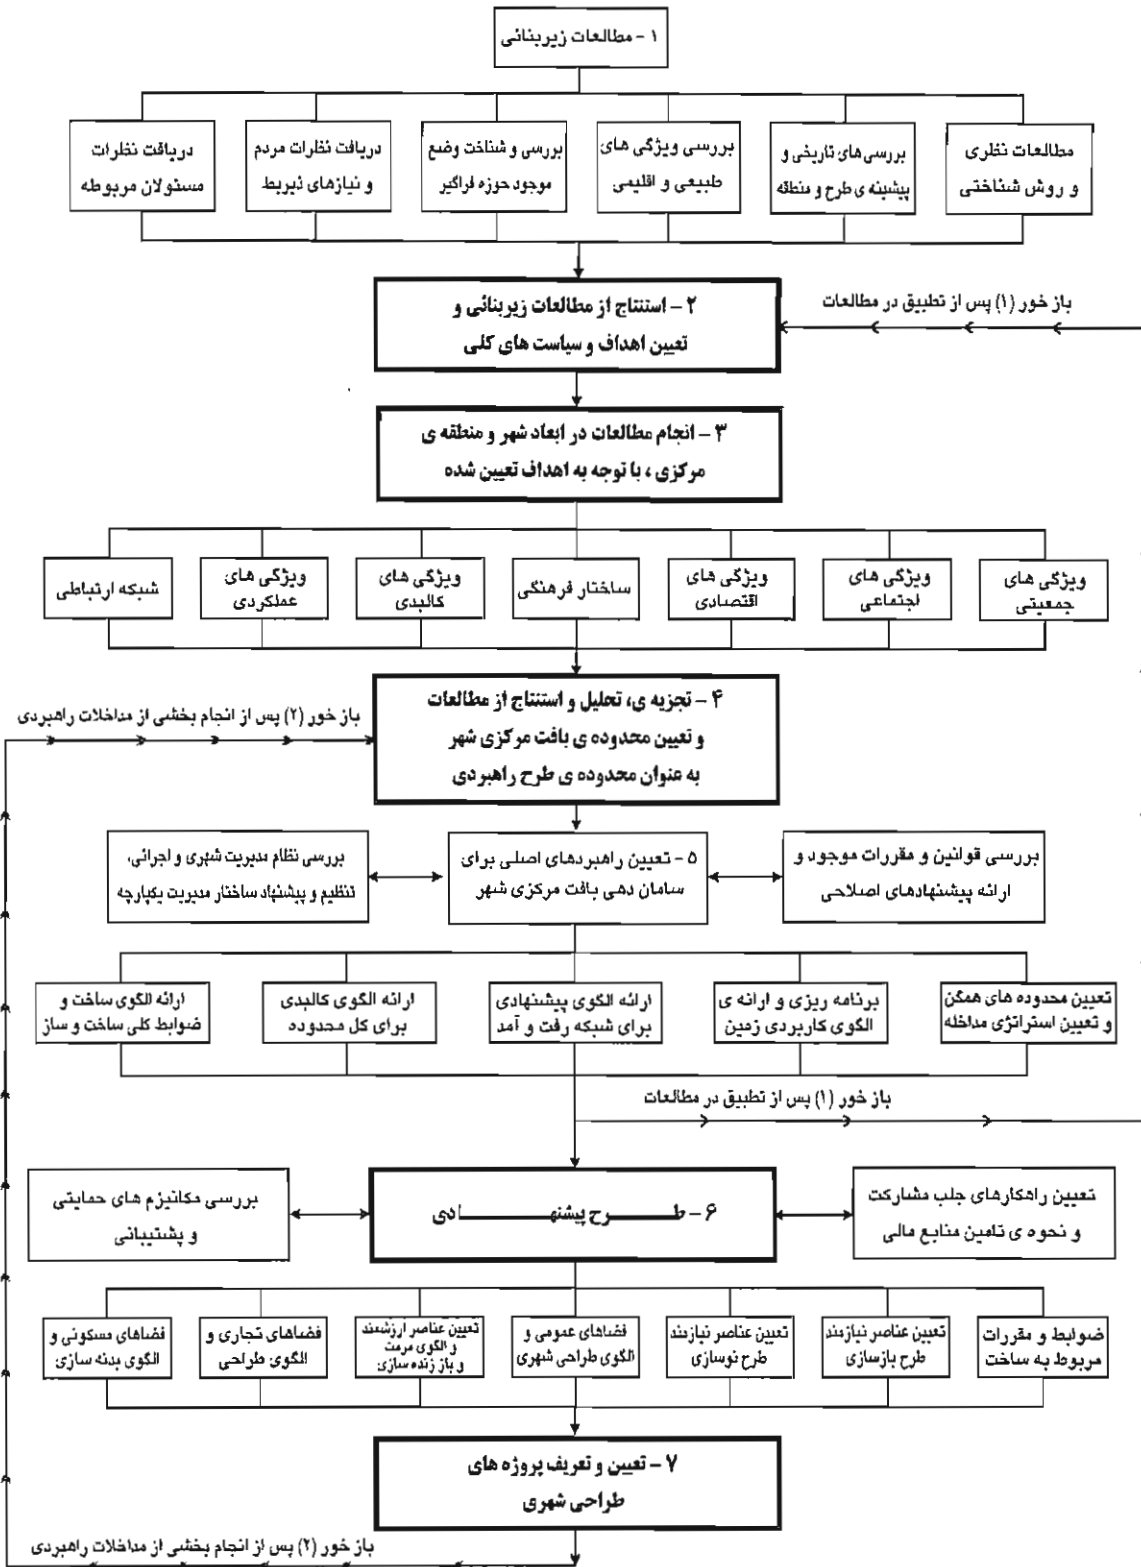 ۱ - مطالعات زیربنائی
مطالعات نظری
و روش شناختی
بررسی های تاریخی و
پیشینه ی طرح و منطقه
بررسی ویژگی های
طبیعی و اقلیمی
بررسی و شناخت وضع
موجود حوزه فراگیر
دریافت نظرات مردم
و نیازهای ذیربط
دریافت نظرات
مسئولان مربوطه
۲ - استنتاج از مطالعات زیربنائی و
تعیین اهداف و سیاست های کلی
باز خور (۱) پس از تطبیق در مطالعات
۳ - انجام مطالعات در ابعاد شهر و منطقه ی
مرکزی ، با توجه به اهداف تعیین شده
ویژگی های
جمعیتی
ویژگی های
اجتماعی
ویژگی های
اقتصادی
ساختار فرهنگی
ویژگی های
کالبدی
ویژگی های
عملکردی
شبکه ارتباطی
۴ - تجزیه ی، تحلیل و استنتاج از مطالعات
و تعیین محدوده ی بافت مرکزی شهر
به عنوان محدوده ی طرح راهبردی
باز خور (۲) پس از انجام بخشی از مداخلات راهبردی
بررسی قوانین و مقررات موجود و
ارائه پیشنهادهای اصلاحی
۵ - تعیین راهبردهای اصلی برای
سامان دهی بافت مرکزی شهر
بررسی نظام مدیریت شهری و اجرائی،
تنظیم و پیشنهاد ساختار مدیریت یکپارچه
تعیین محدوده های همگن
و تعیین استراتژی مداخله
برنامه ریزی و ارائه ی
الگوی کاربردی زمین
ارائه الگوی پیشنهادی
برای شبکه رفت و آمد
ارائه الگوی کالبدی
برای کل محدوده
ارائه الگوی ساخت و
ضوابط کلی ساخت و ساز
باز خور (۱) پس از تطبیق در مطالعات
تعیین راهکارهای جلب مشارکت
و نحوه ی تامین منابع مالی
۶ - طـــرح پیشنهـــادی
بررسی مکانیزم های حمایتی
و پشتیبانی
ضوابط و مقررات
مربوط به ساخت
تعیین عناصر نیازمند
طرح بازسازی
تعیین عناصر نیازمند
طرح نوسازی
فضاهای عمومی و
الگوی طراحی شهری
تعیین عناصر ارزشمند
و الگوی مرمت
و باز زنده سازی
فضاهای تجاری و
الگوی طراحی
فضاهای مسکونی و
الگوی بدنه سازی
۷ - تعیین و تعریف پروژه های
طراحی شهری
باز خور (۲) پس از انجام بخشی از مداخلات راهبردی